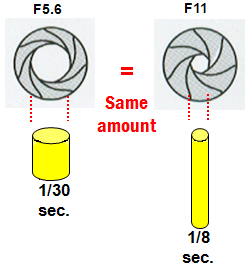 F5.6
F11
=
Same
amount
1/30
sec.
1/8
sec.